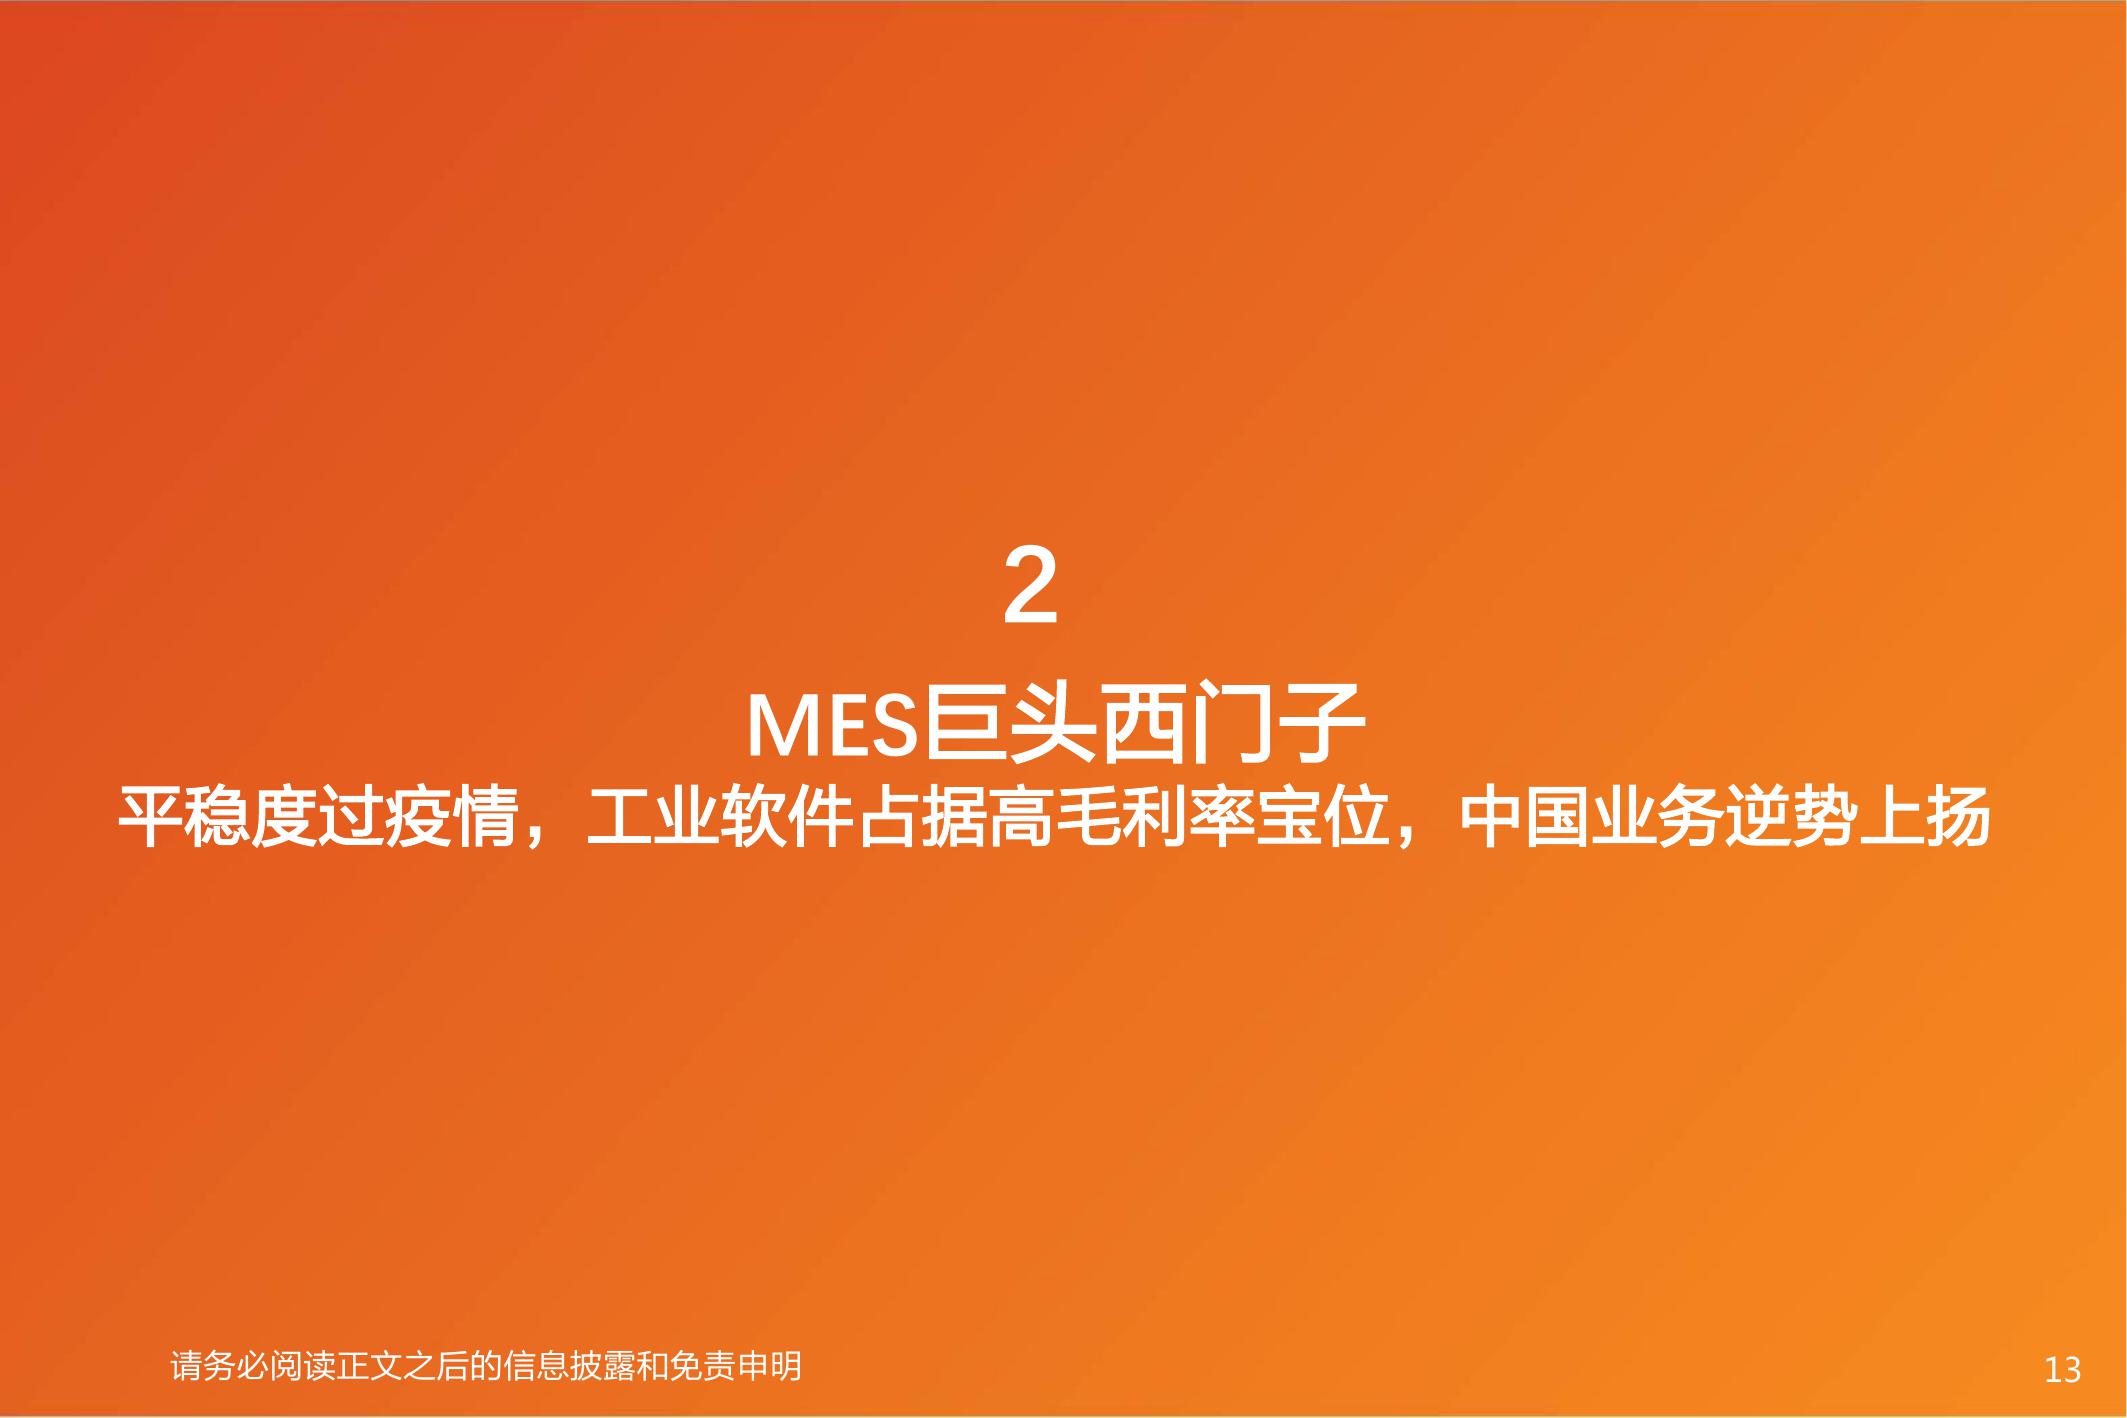 2
MES巨头西门子
平稳度过疫情，工业软件占据高毛利率宝位，中国业务逆势上扬
请务必阅读正文之后的信息披露和免责申明
13